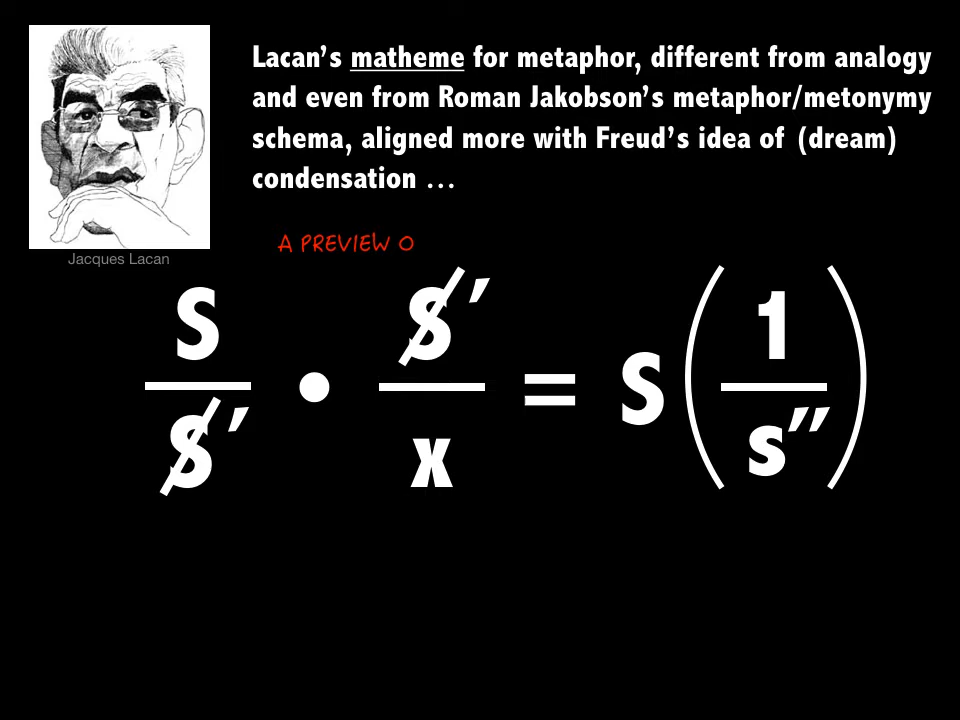 Lacan's matheme for metaphor, different from analogy
and even from Roman Jakobson's metaphor/metonymy
schema, aligned more with Freud's idea of (dream)
condensation …
Jacques Lacan
A PREVIEW O
S/S̸′ • S̸′/x = S(1/s″)